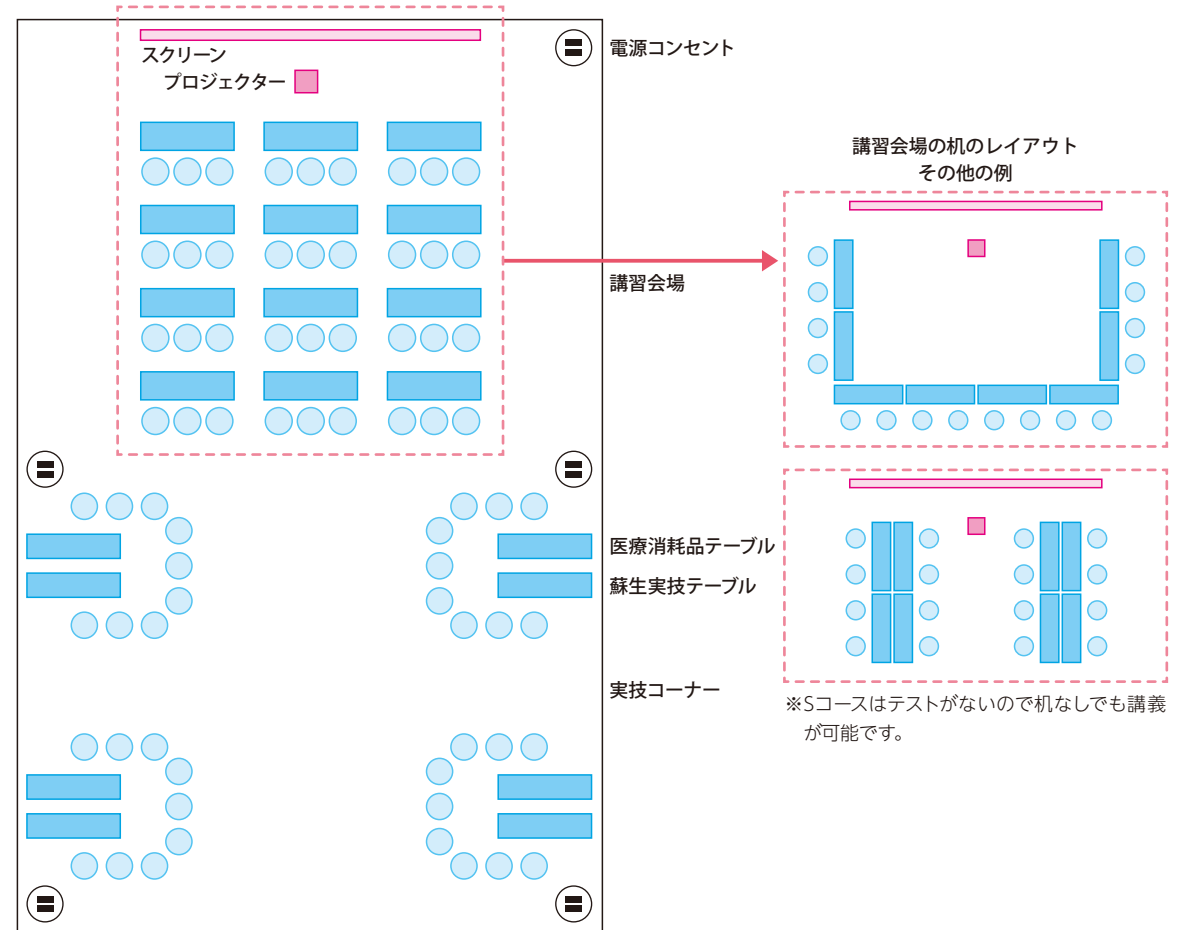 スクリーン
プロジェクター
電源コンセント
講習会場
医療消耗品テーブル
蘇生実技テーブル
実技コーナー
講習会場の机のレイアウト
その他の例
※Sコースはテストがないので机なしでも講義
が可能です。